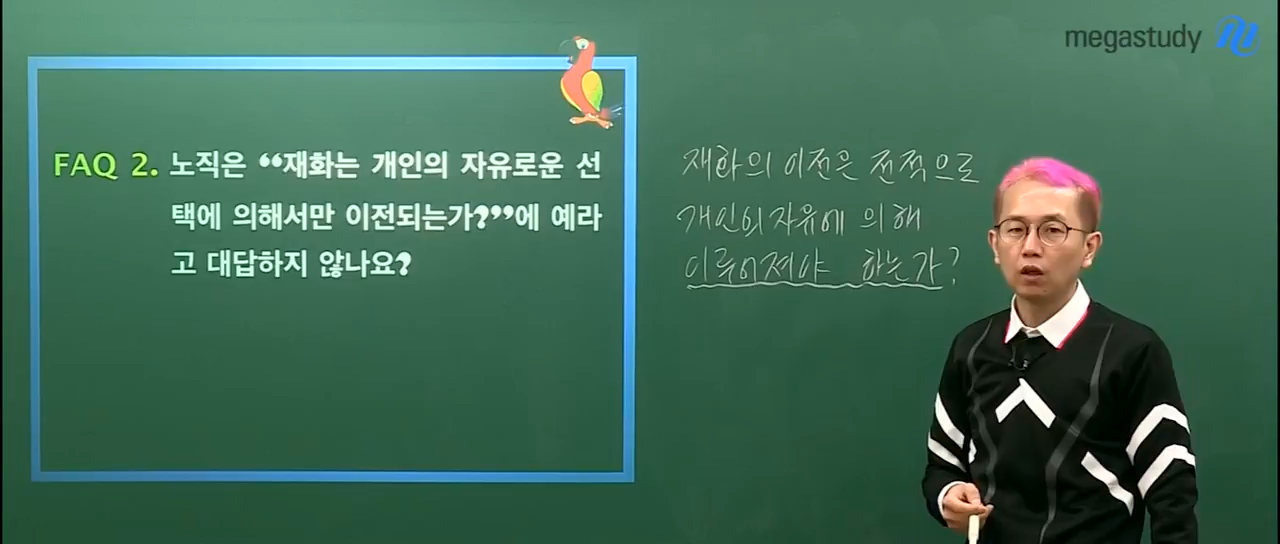 megastudy
FAQ 2. 노직은 “재화는 개인의 자유로운 선
택에 의해서만 이전되는가?”에 예라
고 대답하지 않나요?
재화의 이전은 전적으로
개인의 자유에 의해
이루어져야 하는가?